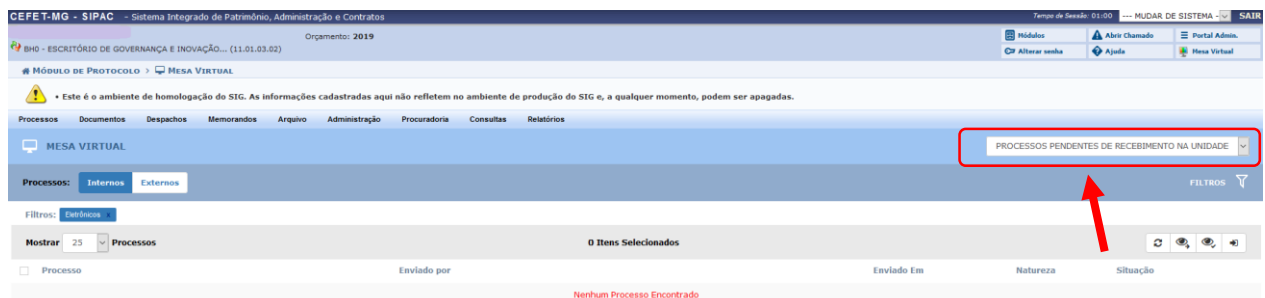 CEFET-MG - SIPAC - Sistema Integrado de Patrimônio, Administração e Contratos Tempo de Sessão: 01:00 --- MUDAR DE SISTEMA - SAIR
Orçamento: 2019 Módulos Abrir Chamado Portal Admin.
BH0 - ESCRITÓRIO DE GOVERNANÇA E INOVAÇÃO... (11.01.03.02) Alterar senha Ajuda Mesa Virtual
MÓDULO DE PROTOCOLO > MESA VIRTUAL
• Este é o ambiente de homologação do SIG. As informações cadastradas aqui não refletem no ambiente de produção do SIG e, a qualquer momento, podem ser apagadas.
Processos Documentos Despachos Memorandos Arquivo Administração Procuradoria Consultas Relatórios
MESA VIRTUAL PROCESSOS PENDENTES DE RECEBIMENTO NA UNIDADE
Processos: Internos Externos FILTROS
Filtros: Eletrônicos x
Mostrar 25 Processos 0 Itens Selecionados
Processo Enviado por Enviado Em Natureza Situação
Nenhum Processo Encontrado